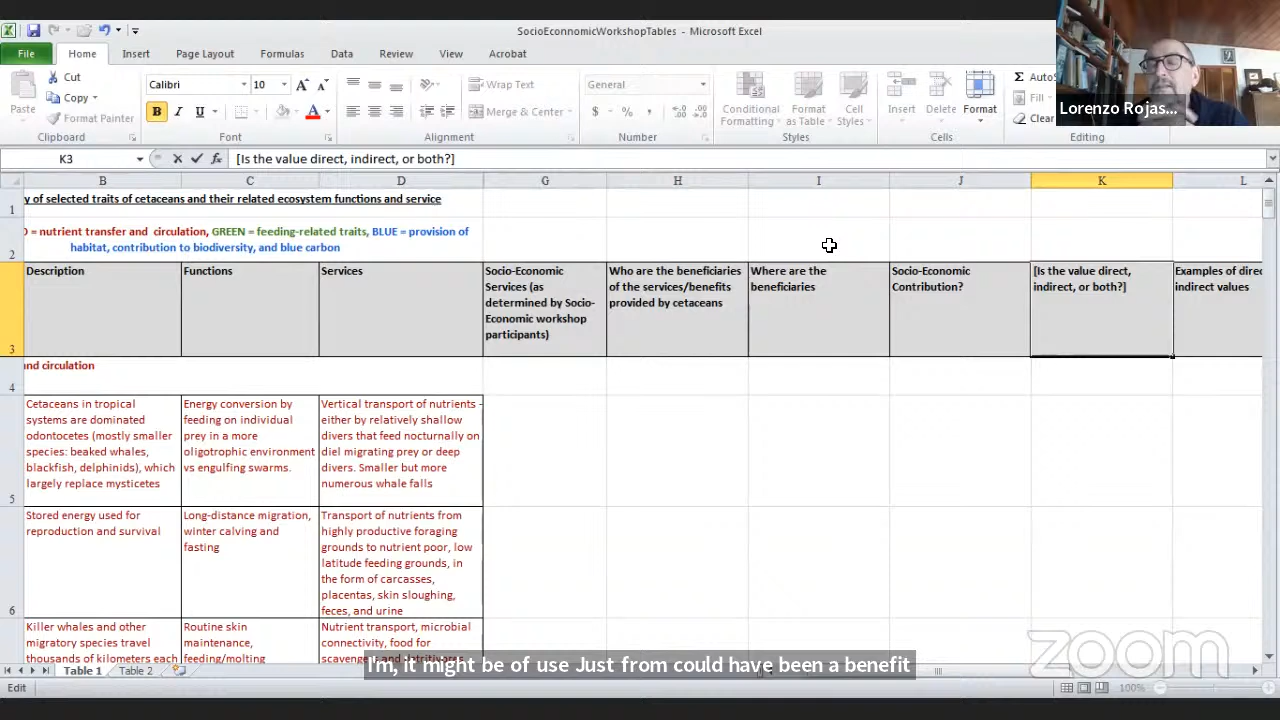 SocioEconnomicWorkshopTables - Microsoft Excel
File Home Insert Page Layout Formulas Data Review View Acrobat
Paste
Cut
Copy
Format Painter
Clipboard
Calibri 10
A A
B I U
Font
Wrap Text
Merge & Center
Alignment
General
$ % ,
Number
Conditional
Formatting
Format
as Table
Cell
Styles
Styles
Insert
Delete
Format
Cells
Fill
Editing
Lorenzo Rojas...
K3
fx
[Is the value direct, indirect, or both?]
B C D G H I J K L
1
y of selected traits of cetaceans and their related ecosystem functions and service
2
= nutrient transfer and circulation, GREEN = feeding-related traits, BLUE = provision of
habitat, contribution to biodiversity, and blue carbon
3
Description
Functions
Services
Socio-Economic
Services (as
determined by Socio-
Economic workshop
participants)
Who are the beneficiaries
of the services/benefits
provided by cetaceans
Where are the
beneficiaries
Socio-Economic
Contribution?
[Is the value direct,
indirect, or both?]
Examples of direc
indirect values
4
nd circulation
5
Cetaceans in tropical
systems are dominated
odontocetes (mostly smaller
species: beaked whales,
blackfish, delphinids), which
largely replace mysticetes
Energy conversion by
feeding on individual
prey in a more
oligotrophic environment
vs engulfing swarms.
Vertical transport of nutrients -
either by relatively shallow
divers that feed nocturnally on
diel migrating prey or deep
divers. Smaller but more
numerous whale falls
6
Stored energy used for
reproduction and survival
Long-distance migration,
winter calving and
fasting
Transport of nutrients from
highly productive foraging
grounds to nutrient poor, low
latitude feeding grounds, in
the form of carcasses,
placentas, skin sloughing,
feces, and urine
Killer whales and other
migratory species travel
thousands of kilometers each
Routine skin
maintenance,
feeding/molting
Nutrient transport, microbial
connectivity, food for
I'm, it might be of use Just from could have been a benefit
zoom
Table 1 Table 2
Edit
100%